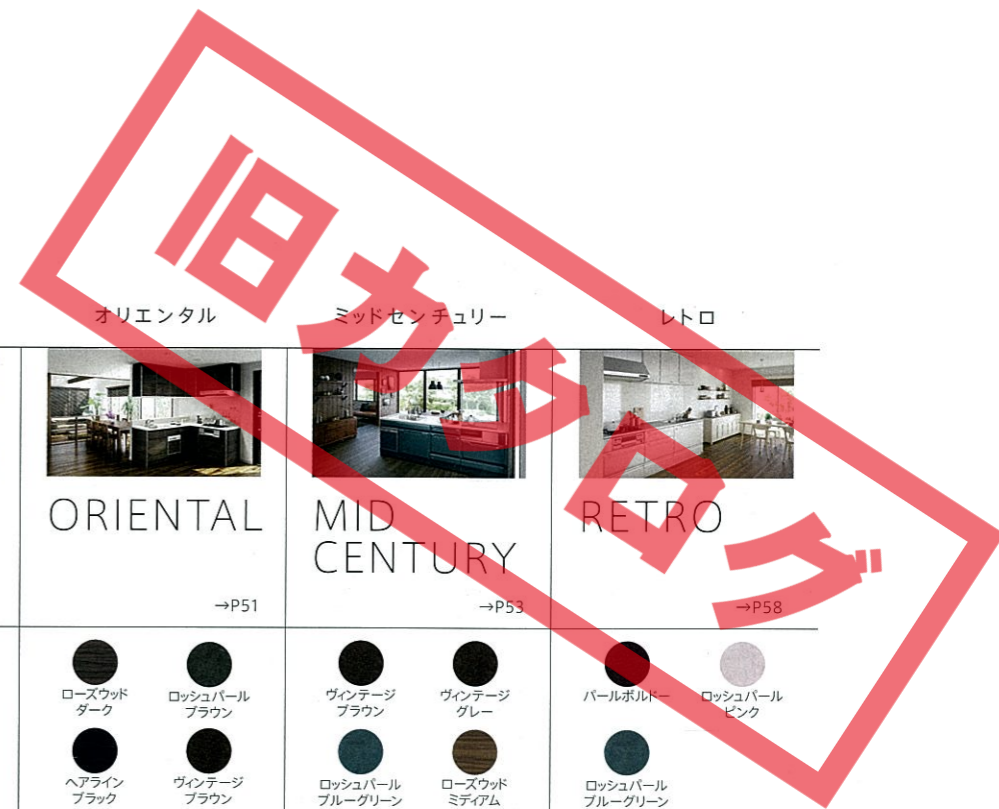 旧カタログ
オリエンタル
ミッドセンチュリー
レトロ
ORIENTAL
→P51
MID
CENTURY
→P53
RETRO
→P58
ローズウッド
ダーク
ロッシュパール
ブラウン
ヘアライン
ブラック
ヴィンテージ
ブラウン
ヴィンテージ
ブラウン
ヴィンテージ
グレー
ロッシュパール
ブルーグリーン
ローズウッド
ミディアム
パールボルドー
ロッシュパール
ピンク
ロッシュパール
ブルーグリーン